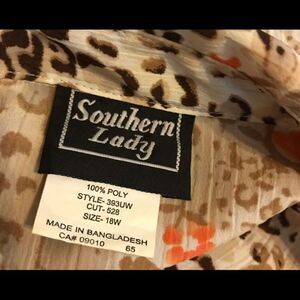 Southern
Lady
100% POLY
STYLE- 393UW
CUT- 528
SIZE- 18W
MADE IN BANGLADESH
CA# 09010 65